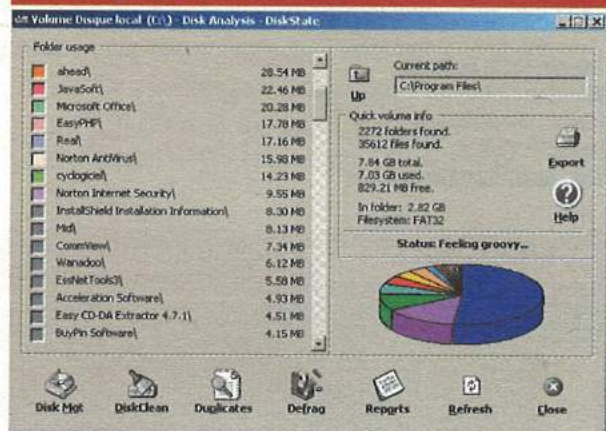 Volume Disque local (C:\) - Disk Analysis - DiskState
Folder usage
ahead\ 28.54 MB
JavaSoft\ 22.46 MB
Microsoft Office\ 20.28 MB
EasyPHP\ 17.78 MB
Real\ 17.16 MB
Norton AntiVirus\ 15.98 MB
cyclogiciel\ 14.23 MB
Norton Internet Security\ 9.55 MB
InstallShield Installation Information\ 8.30 MB
Mid\ 8.13 MB
CommView\ 7.34 MB
Wanadoo\ 6.12 MB
EssNetTools3\ 5.58 MB
Acceleration Software\ 4.93 MB
Easy CD-DA Extractor 4.7.1\ 4.51 MB
BuyPin Software\ 4.15 MB
Up
Current path:
C:\Program Files\
Quick volume info
2272 folders found.
35612 files found.
7.84 GB total.
7.03 GB used.
829.21 MB free.
In folder: 2.82 GB
Filesystem: FAT32
Export
Help
Status: Feeling groovy...
Disk Mgt DiskClean Duplicates Defrag Reports Refresh Close